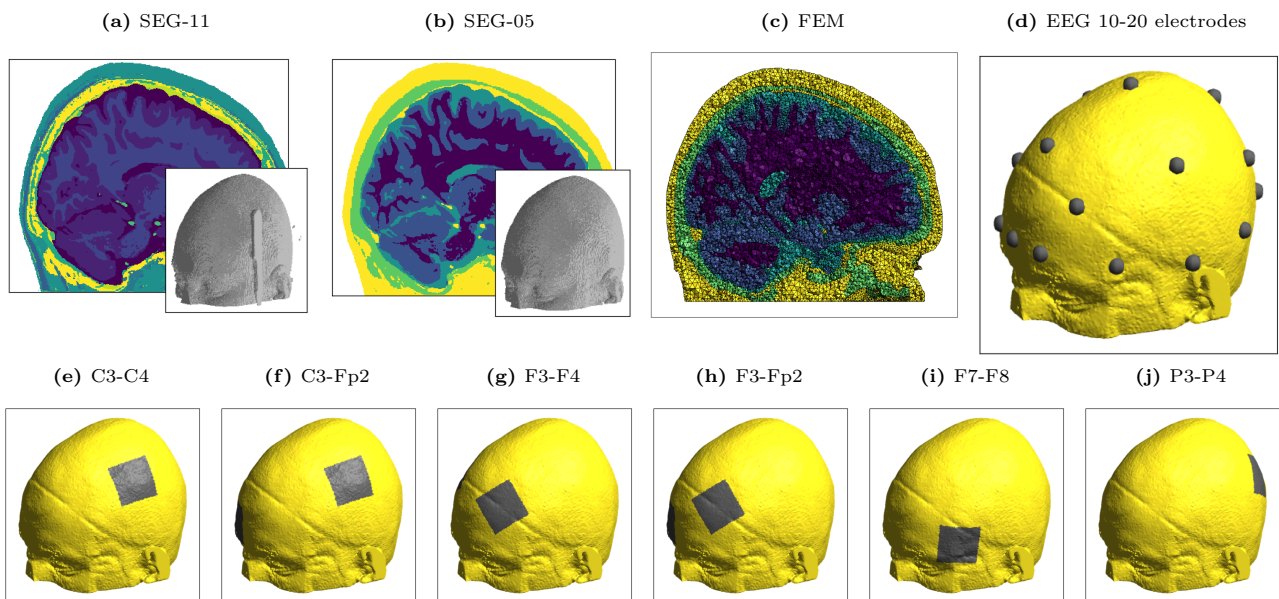 (a) SEG-11
(b) SEG-05
(c) FEM
(d) EEG 10-20 electrodes
(e) C3-C4
(f) C3-Fp2
(g) F3-F4
(h) F3-Fp2
(i) F7-F8
(j) P3-P4